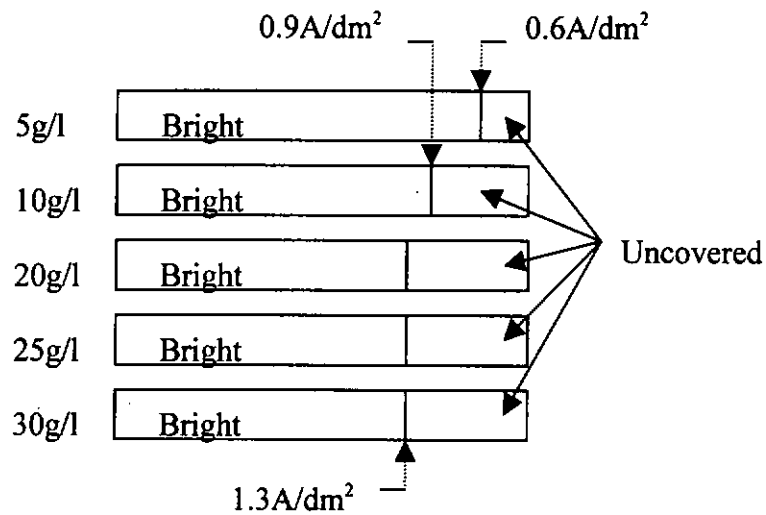 0.9A/dm² 0.6A/dm²
5g/l Bright
10g/l Bright
20g/l Bright
Uncovered
25g/l Bright
30g/l Bright
1.3A/dm²